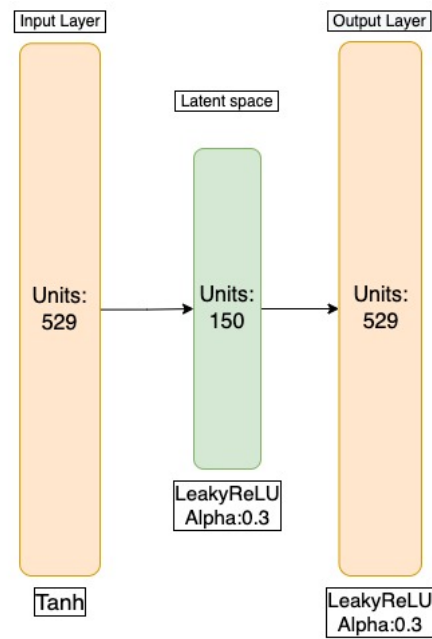 Input Layer
Output Layer
Latent space
Units:
529
Units:
150
Units:
529
LeakyReLU
Alpha:0.3
Tanh
LeakyReLU
Alpha:0.3